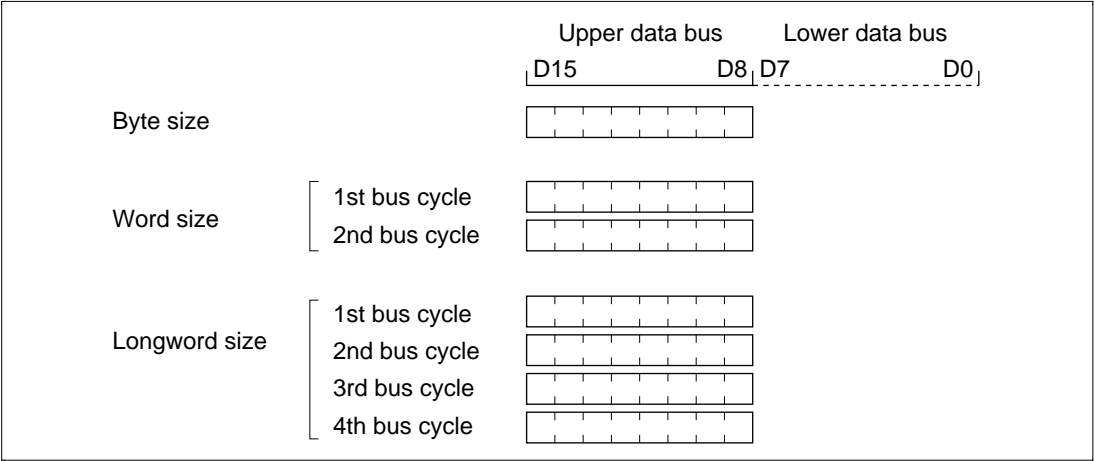 Upper data bus Lower data bus
D15 D8 D7 D0
Byte size
1st bus cycle
Word size
2nd bus cycle
1st bus cycle
Longword size
2nd bus cycle
3rd bus cycle
4th bus cycle